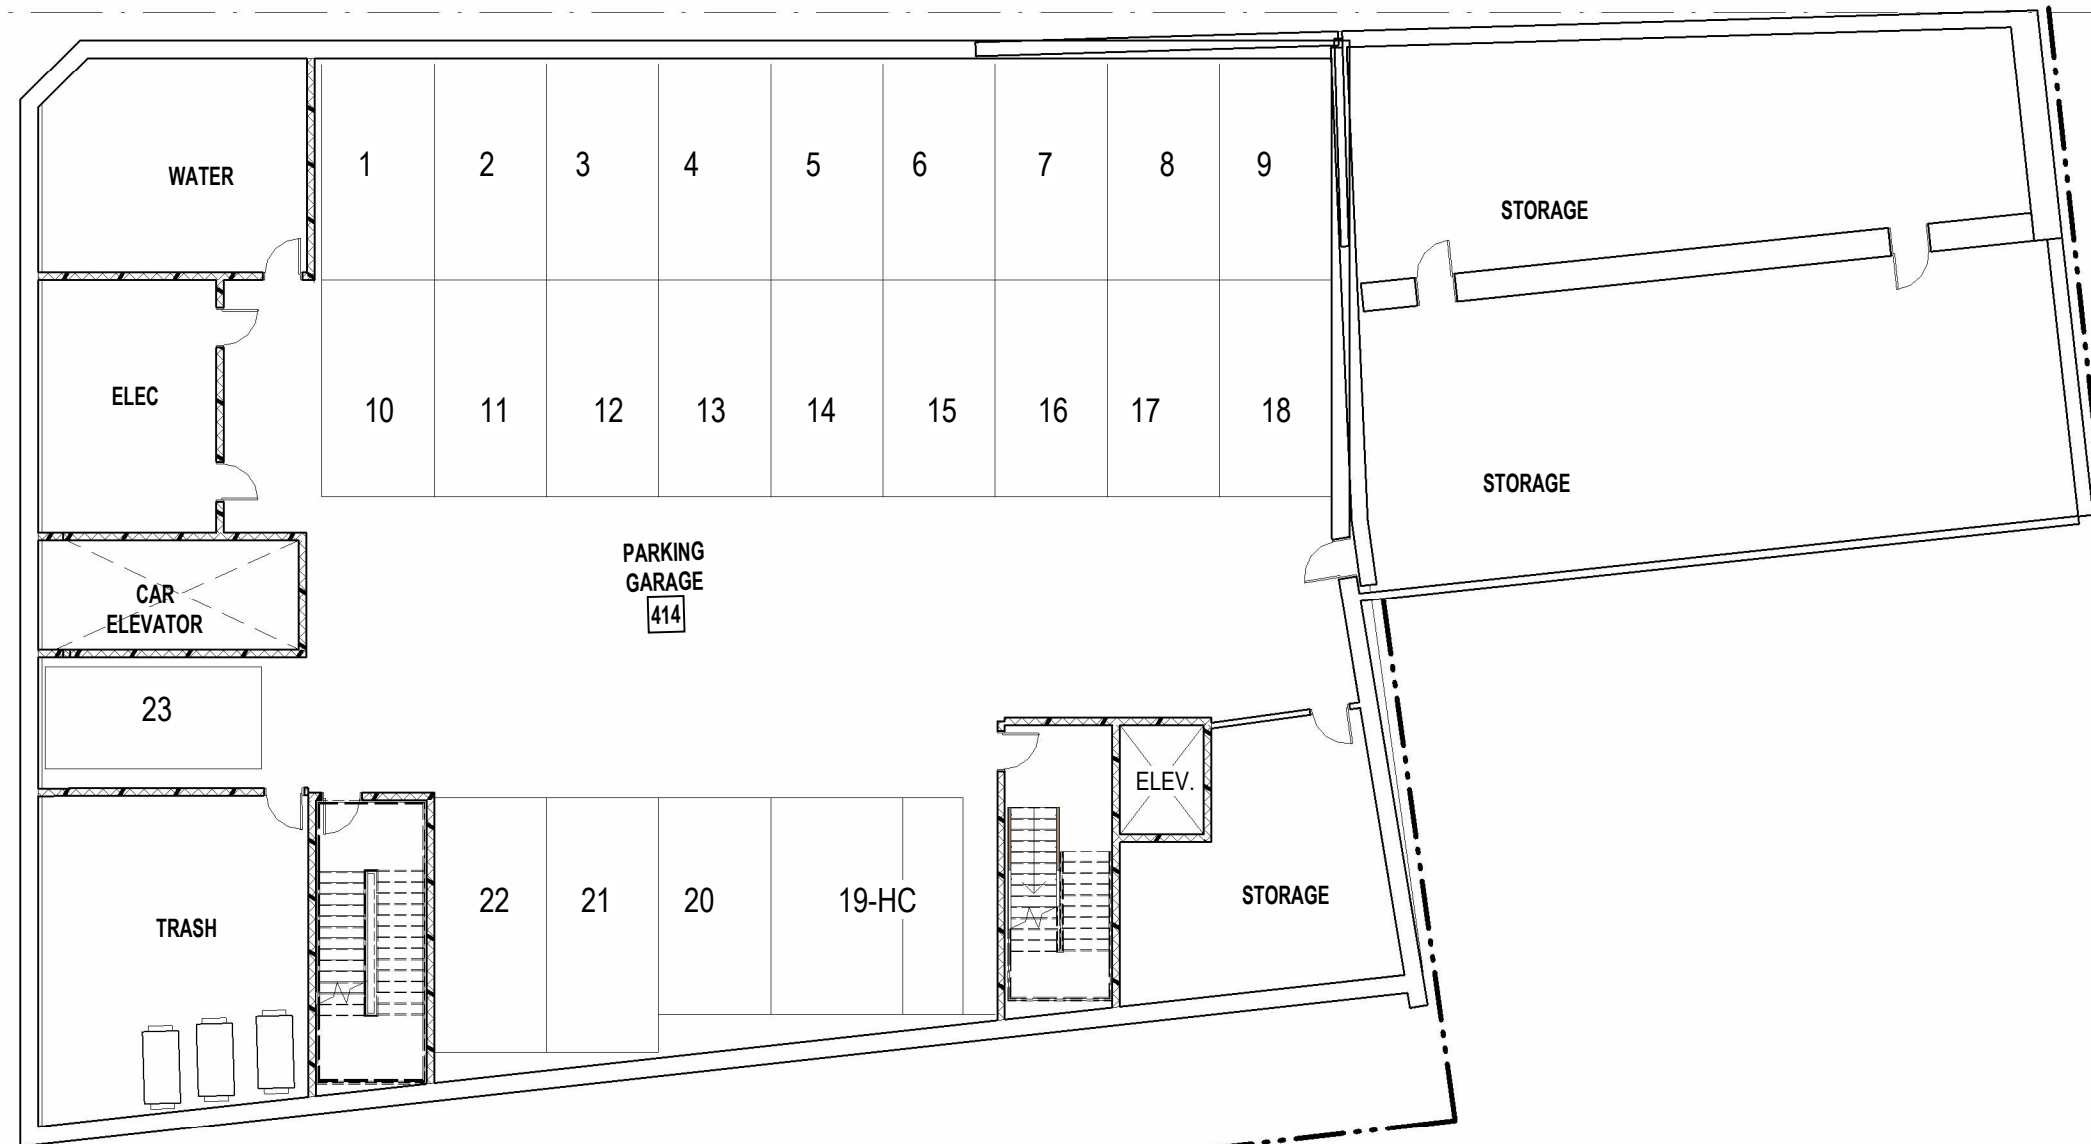 1 2 3 4 5 6 7 8 9
WATER
STORAGE
10 11 12 13 14 15 16 17 18
ELEC
STORAGE
PARKING
GARAGE
414
CAR
ELEVATOR
23
ELEV.
22 21 20 19-HC
STORAGE
TRASH